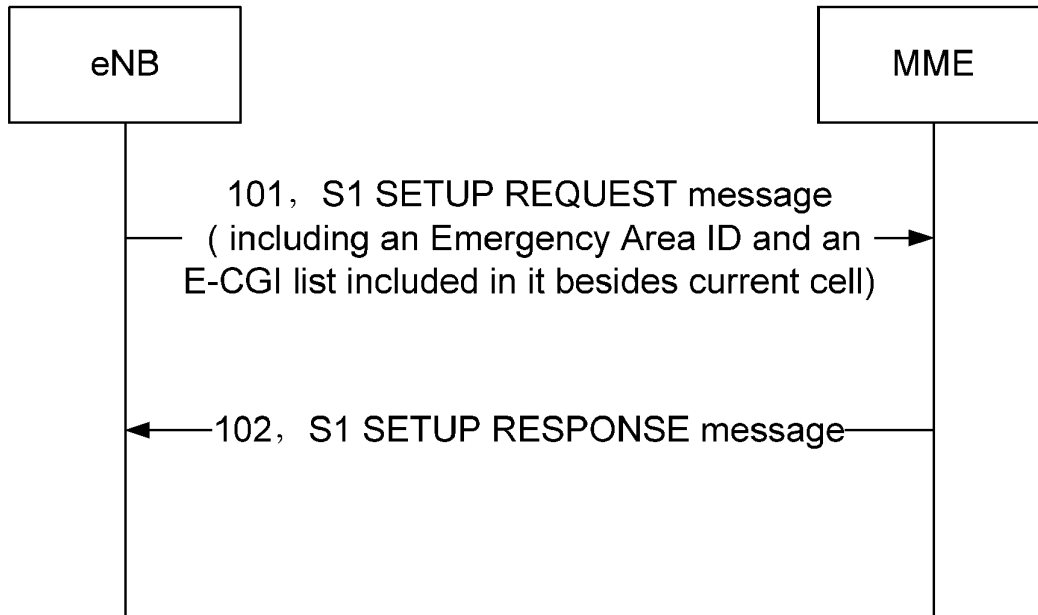 eNB
MME
101，S1 SETUP REQUEST message
( including an Emergency Area ID and an
E-CGI list included in it besides current cell)
102，S1 SETUP RESPONSE message